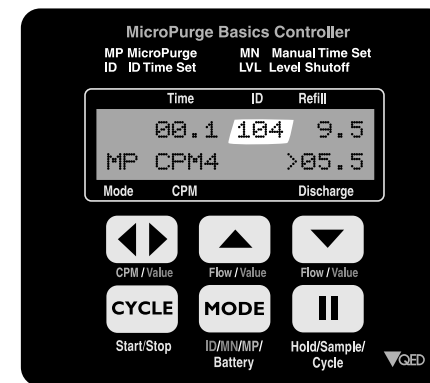 MicroPurge Basics Controller
MP MicroPurge MN Manual Time Set
ID ID Time Set LVL Level Shutoff
Time ID Refill
00.1 104 9.5
MP CPM4 >05.5
Mode CPM Discharge
CPM/Value Flow/Value Flow/Value
CYCLE MODE
Start/Stop ID/MN/MP/ Hold/Sample/
Battery Cycle
QED